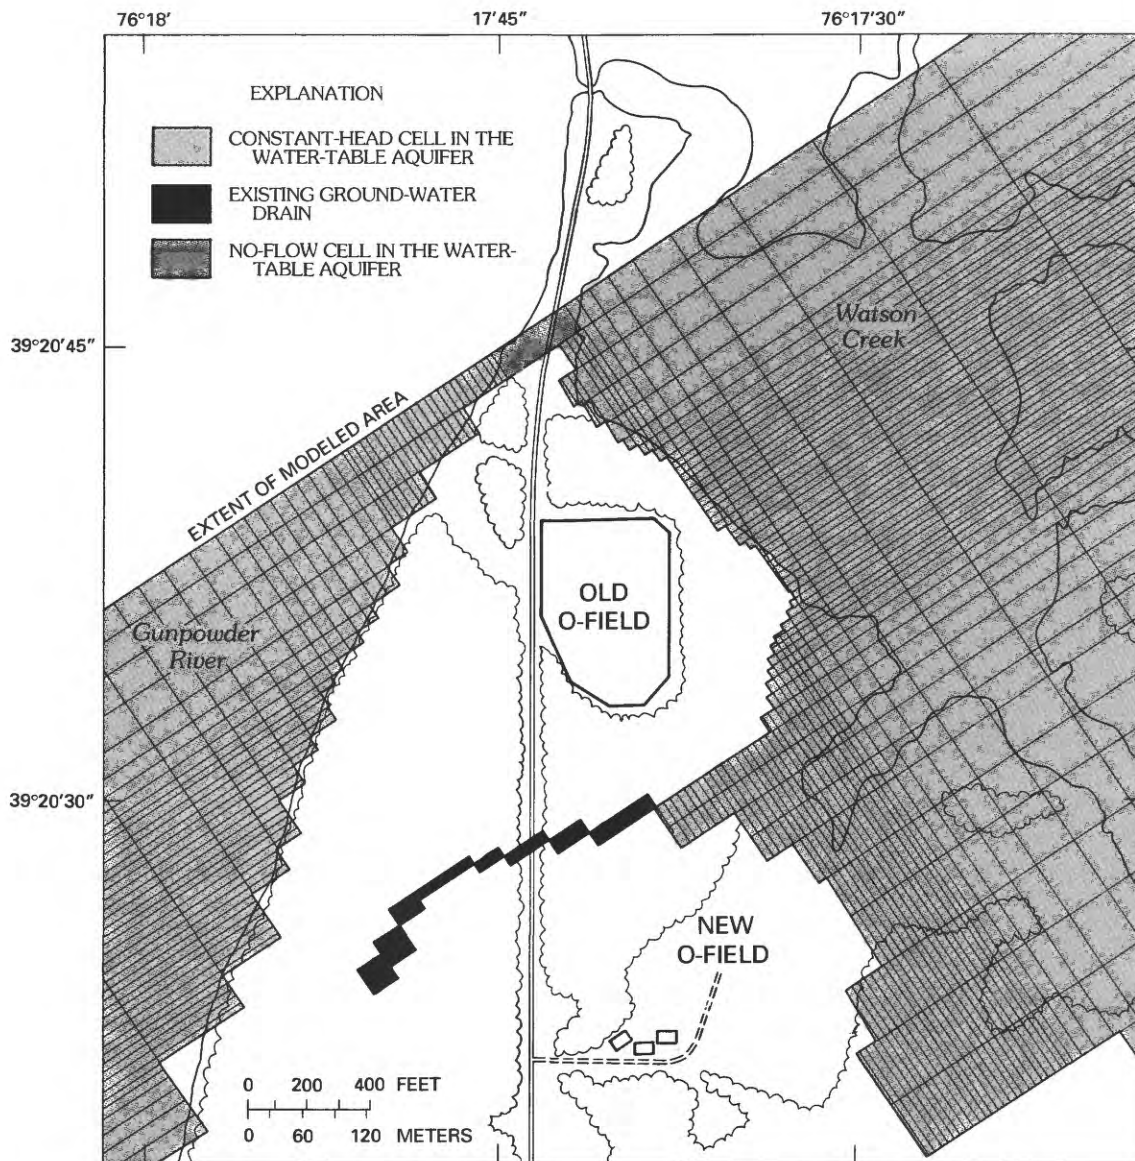 76°18′ 17′45″ 76°17′30″
EXPLANATION
CONSTANT-HEAD CELL IN THE
WATER-TABLE AQUIFER
EXISTING GROUND-WATER
DRAIN
NO-FLOW CELL IN THE WATER-
TABLE AQUIFER
Watson
Creek
39°20′45″
EXTENT OF MODELED AREA
OLD
O-FIELD
Gunpowder
River
39°20′30″
NEW
O-FIELD
0 200 400 FEET
0 60 120 METERS